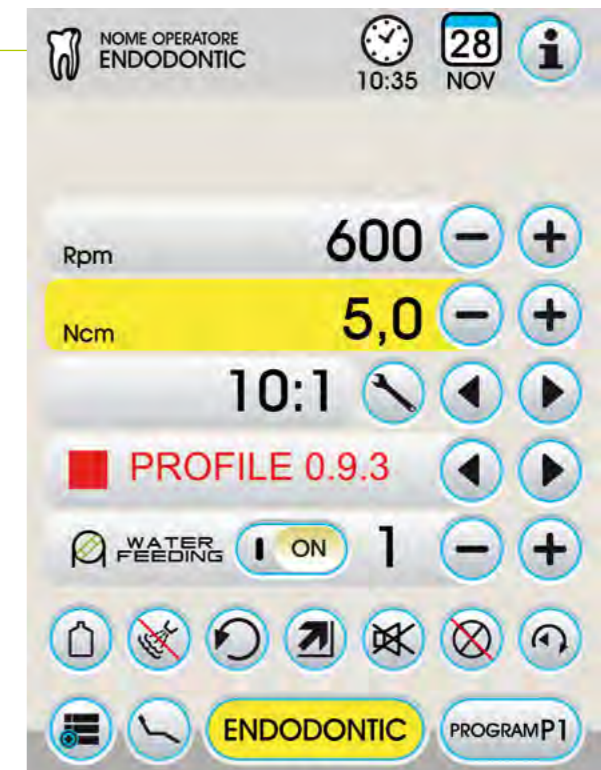 NOME OPERATORE
ENDODONTIC
10:35
28
NOV
i
Rpm 600 − +
Ncm 5,0 − +
10:1
PROFILE 0.9.3
WATER FEEDING ON 1 − +
ENDODONTIC PROGRAM P1